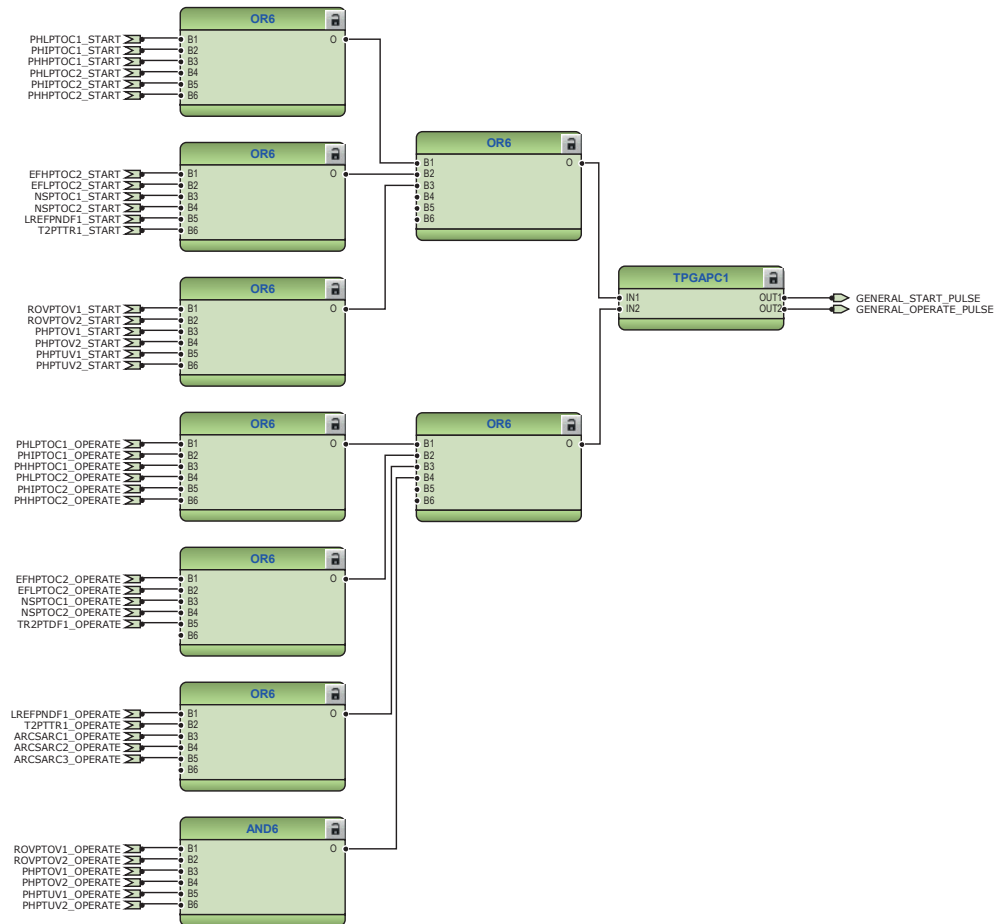 OR6
PHLPTOC1_START B1 O
PHIPTOC1_START B2
PHHPTOC1_START B3
PHLPTOC2_START B4
PHIPTOC2_START B5
PHHPTOC2_START B6
OR6
EFHPTOC2_START B1 O
EFLPTOC2_START B2
NSPTOC1_START B3
NSPTOC2_START B4
LREFPNDF1_START B5
T2PTTR1_START B6
OR6
ROVPTOV1_START B1 O
ROVPTOV2_START B2
PHPTOV1_START B3
PHPTOV2_START B4
PHPTUV1_START B5
PHPTUV2_START B6
OR6
B1 O
B2
B3
B4
B5
B6
TPGAPC1
IN1 OUT1 GENERAL_START_PULSE
IN2 OUT2 GENERAL_OPERATE_PULSE
OR6
PHLPTOC1_OPERATE B1 O
PHIPTOC1_OPERATE B2
PHHPTOC1_OPERATE B3
PHLPTOC2_OPERATE B4
PHIPTOC2_OPERATE B5
PHHPTOC2_OPERATE B6
OR6
B1 O
B2
B3
B4
B5
B6
OR6
EFHPTOC2_OPERATE B1 O
EFLPTOC2_OPERATE B2
NSPTOC1_OPERATE B3
NSPTOC2_OPERATE B4
TR2PTDF1_OPERATE B5
B6
OR6
LREFPNDF1_OPERATE B1 O
T2PTTR1_OPERATE B2
ARCSARC1_OPERATE B3
ARCSARC2_OPERATE B4
ARCSARC3_OPERATE B5
B6
AND6
ROVPTOV1_OPERATE B1 O
ROVPTOV2_OPERATE B2
PHPTOV1_OPERATE B3
PHPTOV2_OPERATE B4
PHPTUV1_OPERATE B5
PHPTUV2_OPERATE B6